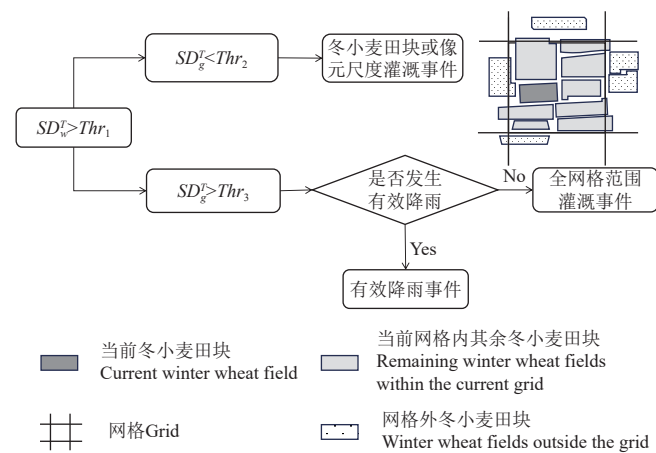 SD_g^T<Thr_2
冬小麦田块或像
元尺度灌溉事件
SD_w^T>Thr_1
SD_g^T>Thr_3
是否发生
有效降雨
No
全网格范围
灌溉事件
Yes
有效降雨事件
当前冬小麦田块
Current winter wheat field
当前网格内其余冬小麦田块
Remaining winter wheat fields
within the current grid
网格Grid
网格外冬小麦田块
Winter wheat fields outside the grid